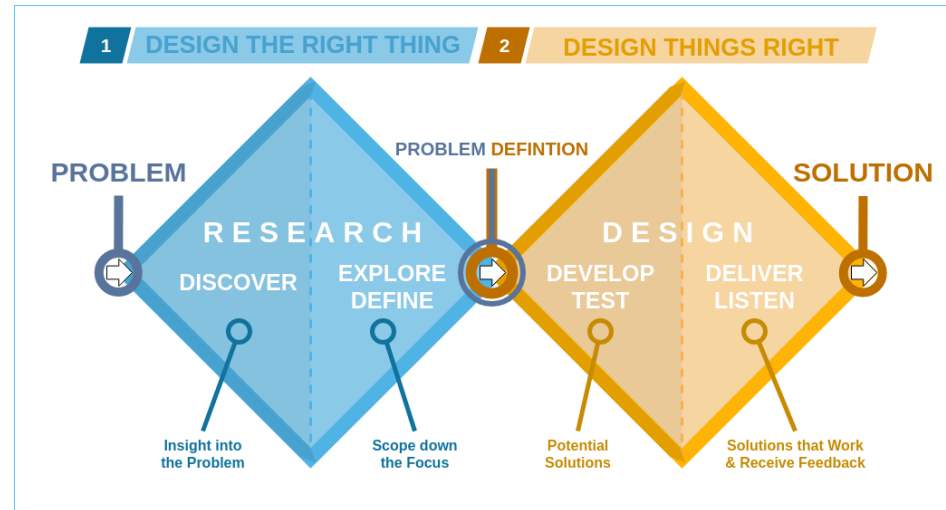 1 DESIGN THE RIGHT THING 2 DESIGN THINGS RIGHT
PROBLEM DEFINTION
PROBLEM
SOLUTION
RESEARCH
DESIGN
DISCOVER
EXPLORE
DEFINE
DEVELOP
TEST
DELIVER
LISTEN
Insight into
the Problem
Scope down
the Focus
Potential
Solutions
Solutions that Work
& Receive Feedback